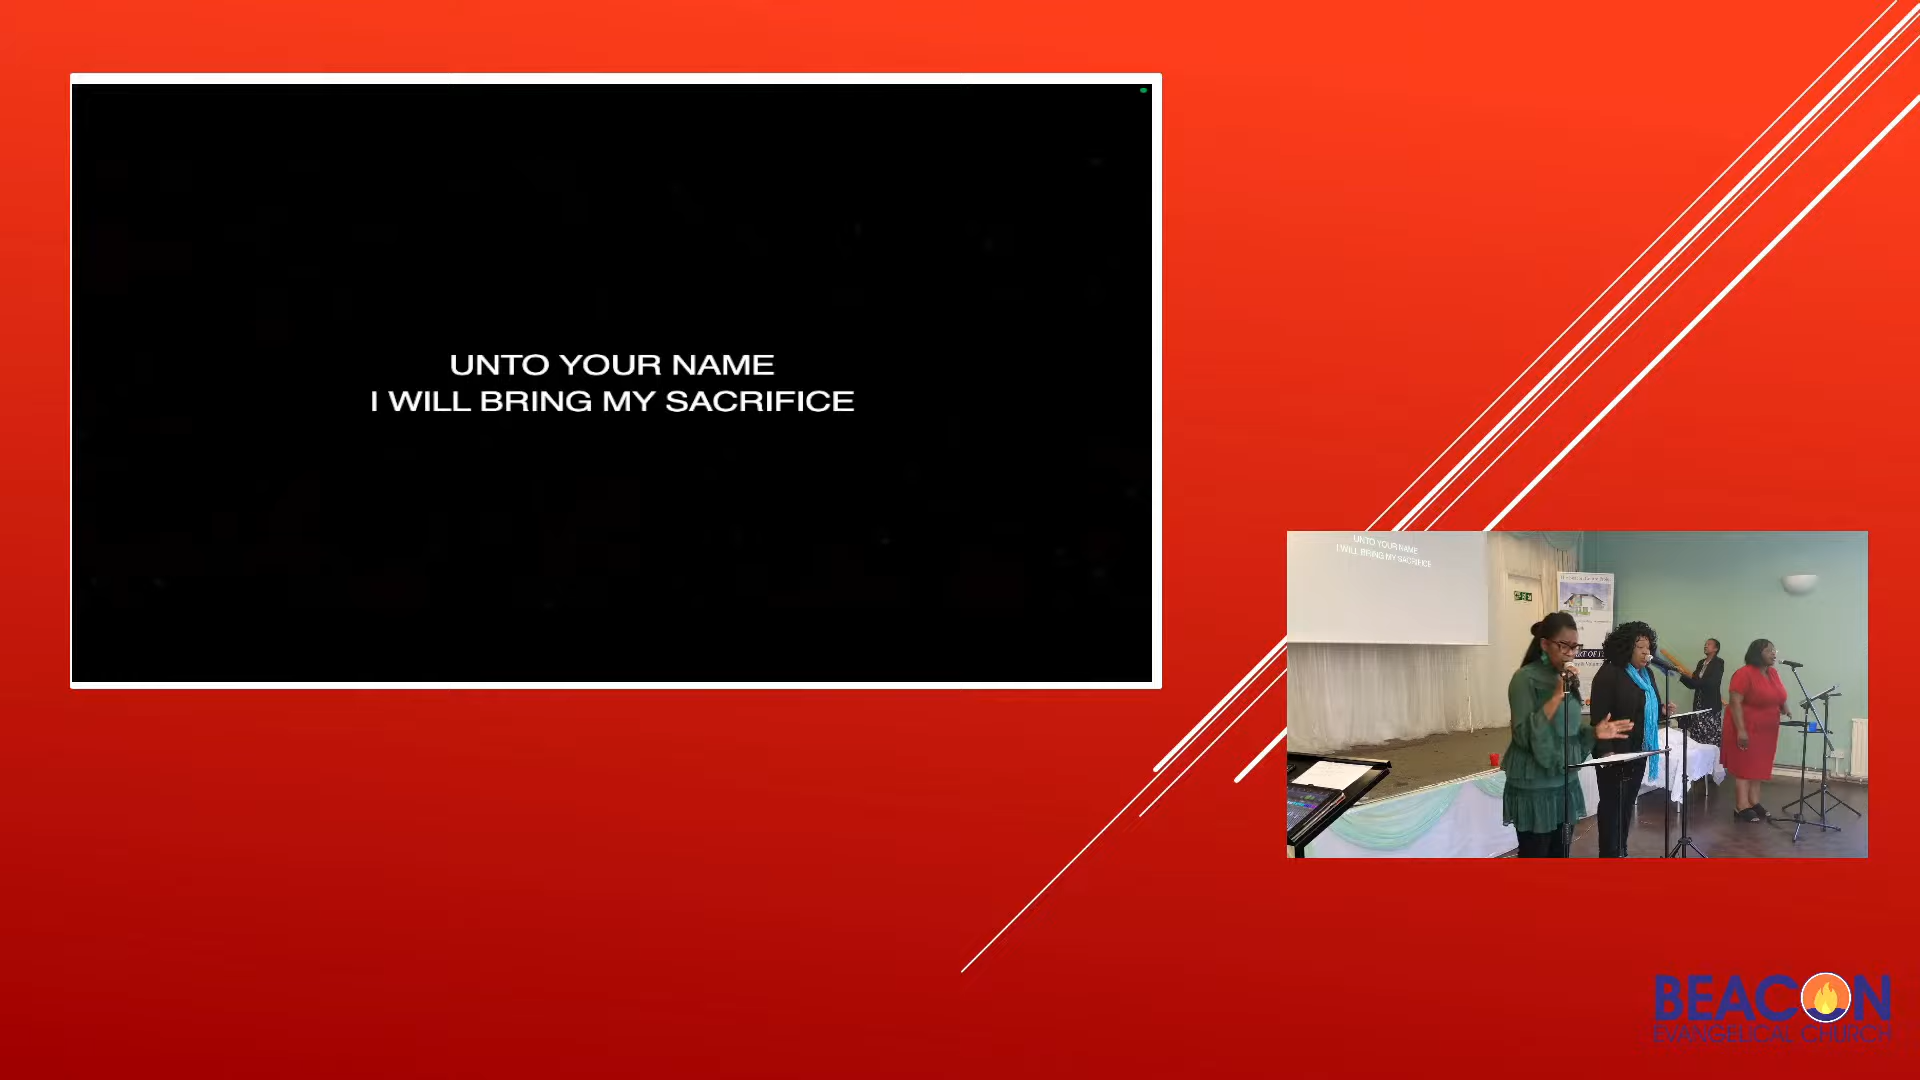 UNTO YOUR NAME
I WILL BRING MY SACRIFICE
UNTO YOUR NAME
I WILL BRING MY SACRIFICE
BEACON
EVANGELICAL CHURCH